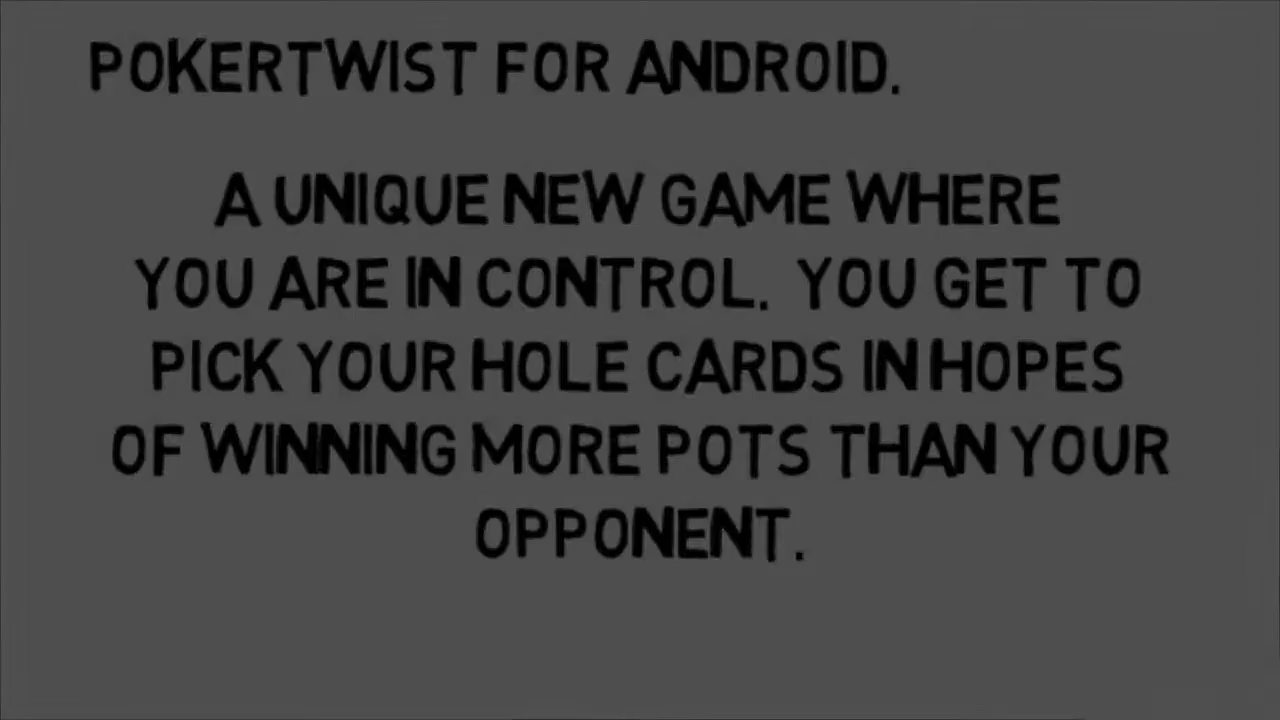 POKERTWIST FOR ANDROID.
A UNIQUE NEW GAME WHERE
YOU ARE IN CONTROL. YOU GET TO
PICK YOUR HOLE CARDS IN HOPES
OF WINNING MORE POTS THAN YOUR
OPPONENT.